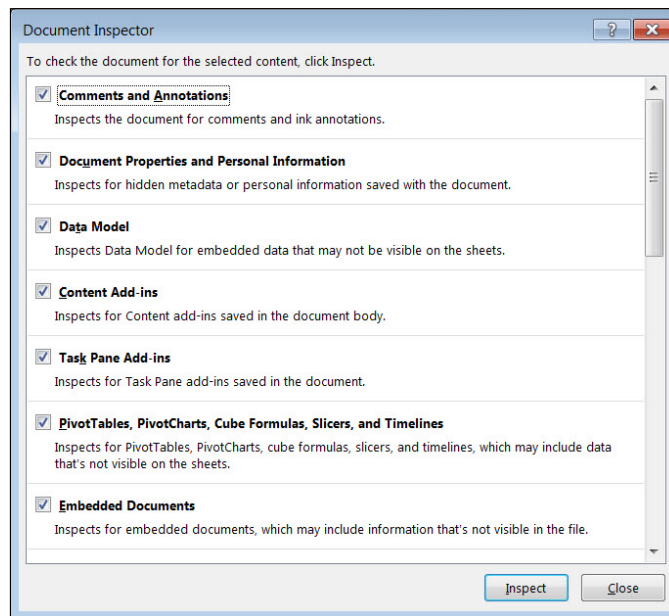 Document Inspector
To check the document for the selected content, click Inspect.
Comments and Annotations
Inspects the document for comments and ink annotations.
Document Properties and Personal Information
Inspects for hidden metadata or personal information saved with the document.
Data Model
Inspects Data Model for embedded data that may not be visible on the sheets.
Content Add-ins
Inspects for Content add-ins saved in the document body.
Task Pane Add-ins
Inspects for Task Pane add-ins saved in the document.
PivotTables, PivotCharts, Cube Formulas, Slicers, and Timelines
Inspects for PivotTables, PivotCharts, cube formulas, slicers, and timelines, which may include data
that's not visible on the sheets.
Embedded Documents
Inspects for embedded documents, which may include information that's not visible in the file.
Inspect
Close